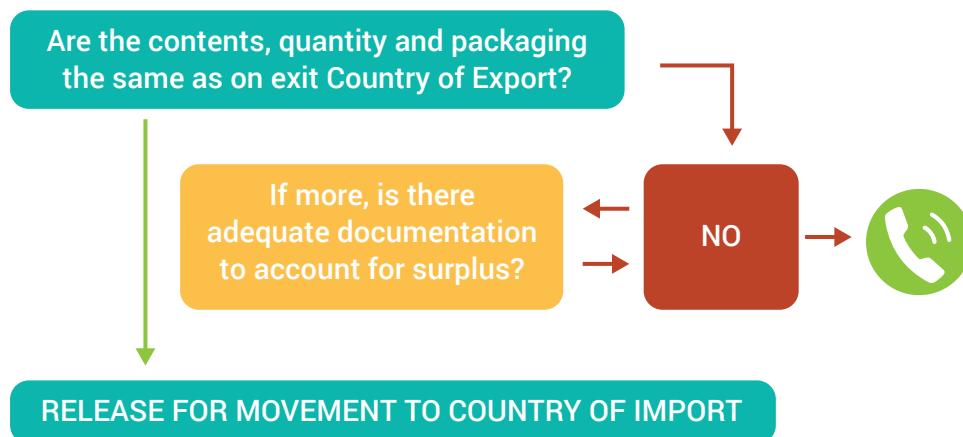 Are the contents, quantity and packaging
the same as on exit Country of Export?
If more, is there
adequate documentation
to account for surplus?
NO
RELEASE FOR MOVEMENT TO COUNTRY OF IMPORT